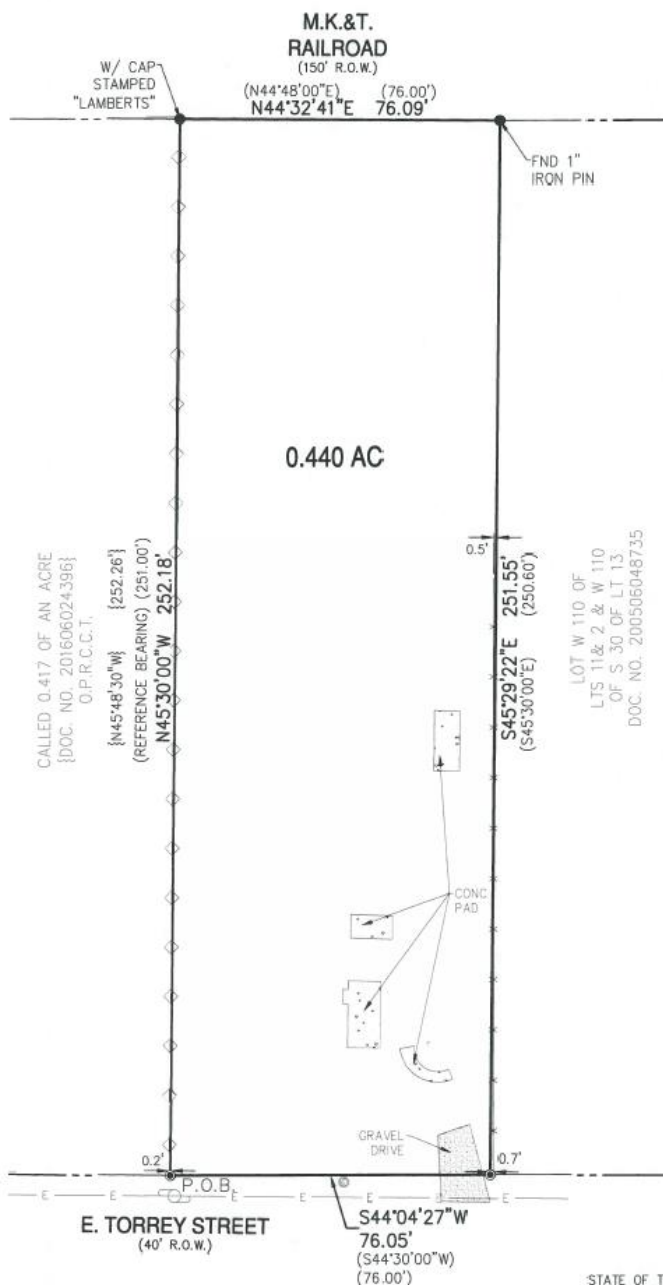 M.K.&T.
RAILROAD
(150' R.O.W.)
W/ CAP
STAMPED
"LAMBERTS"
(N44°48'00"E) (76.00')
N44°32'41"E 76.09'
FND 1"
IRON PIN
0.440 AC
CALLED 0.417 OF AN ACRE
{DOC. NO. 201606024396}
O.P.R.C.C.T.
{N45°48'30"W} {252.26'}
(REFERENCE BEARING) (251.00')
N45°30'00"W 252.18'
0.5'
S45°29'22"E 251.55'
(S45°30'00"E) (250.60')
LOT W 110 OF
LTS 11& 2 & W 110
OF S 30 OF LT 13
DOC. NO. 200506048735
CONC
PAD
GRAVEL
DRIVE
0.2'
0.7'
P.O.B.
E E E E E E
E. TORREY STREET
(40' R.O.W.)
S44°04'27"W
76.05'
(S44°30'00"W)
(76.00')
STATE OF T